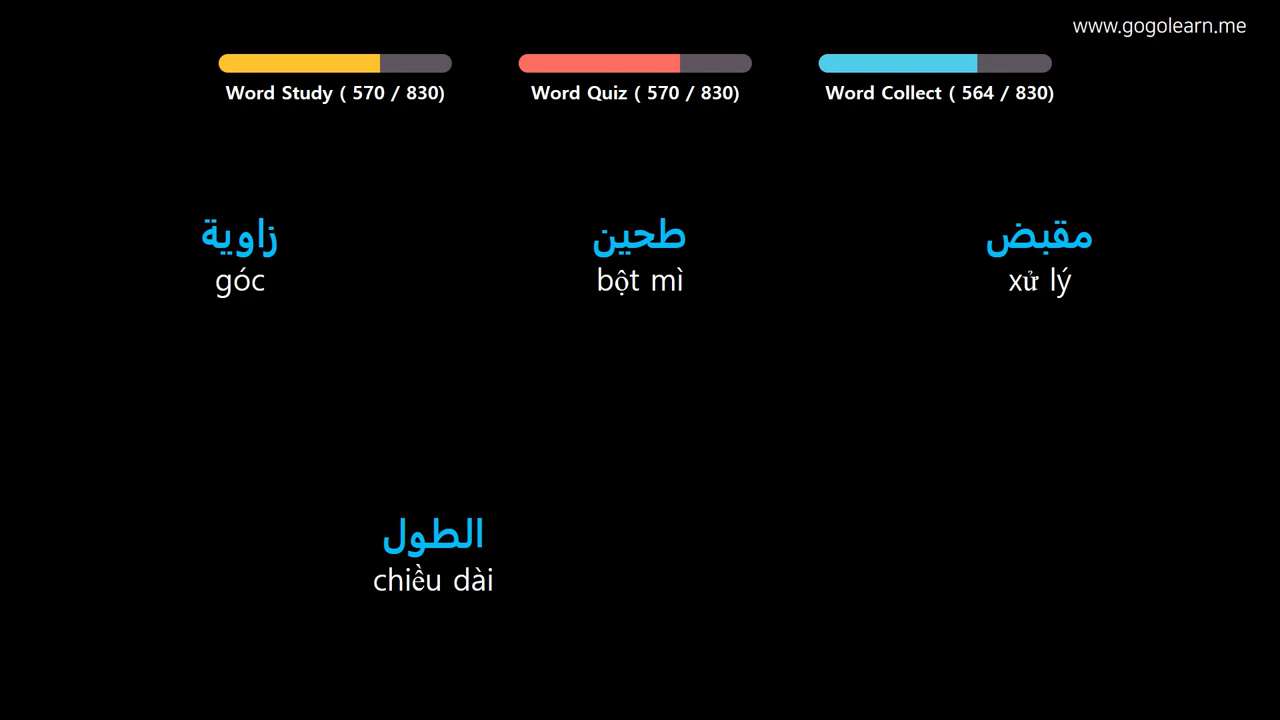 www.gogolearn.me
Word Study ( 570 / 830)
Word Quiz ( 570 / 830)
Word Collect ( 564 / 830)
زاوية
góc
طحين
bột mì
مقبض
xử lý
الطول
chiều dài